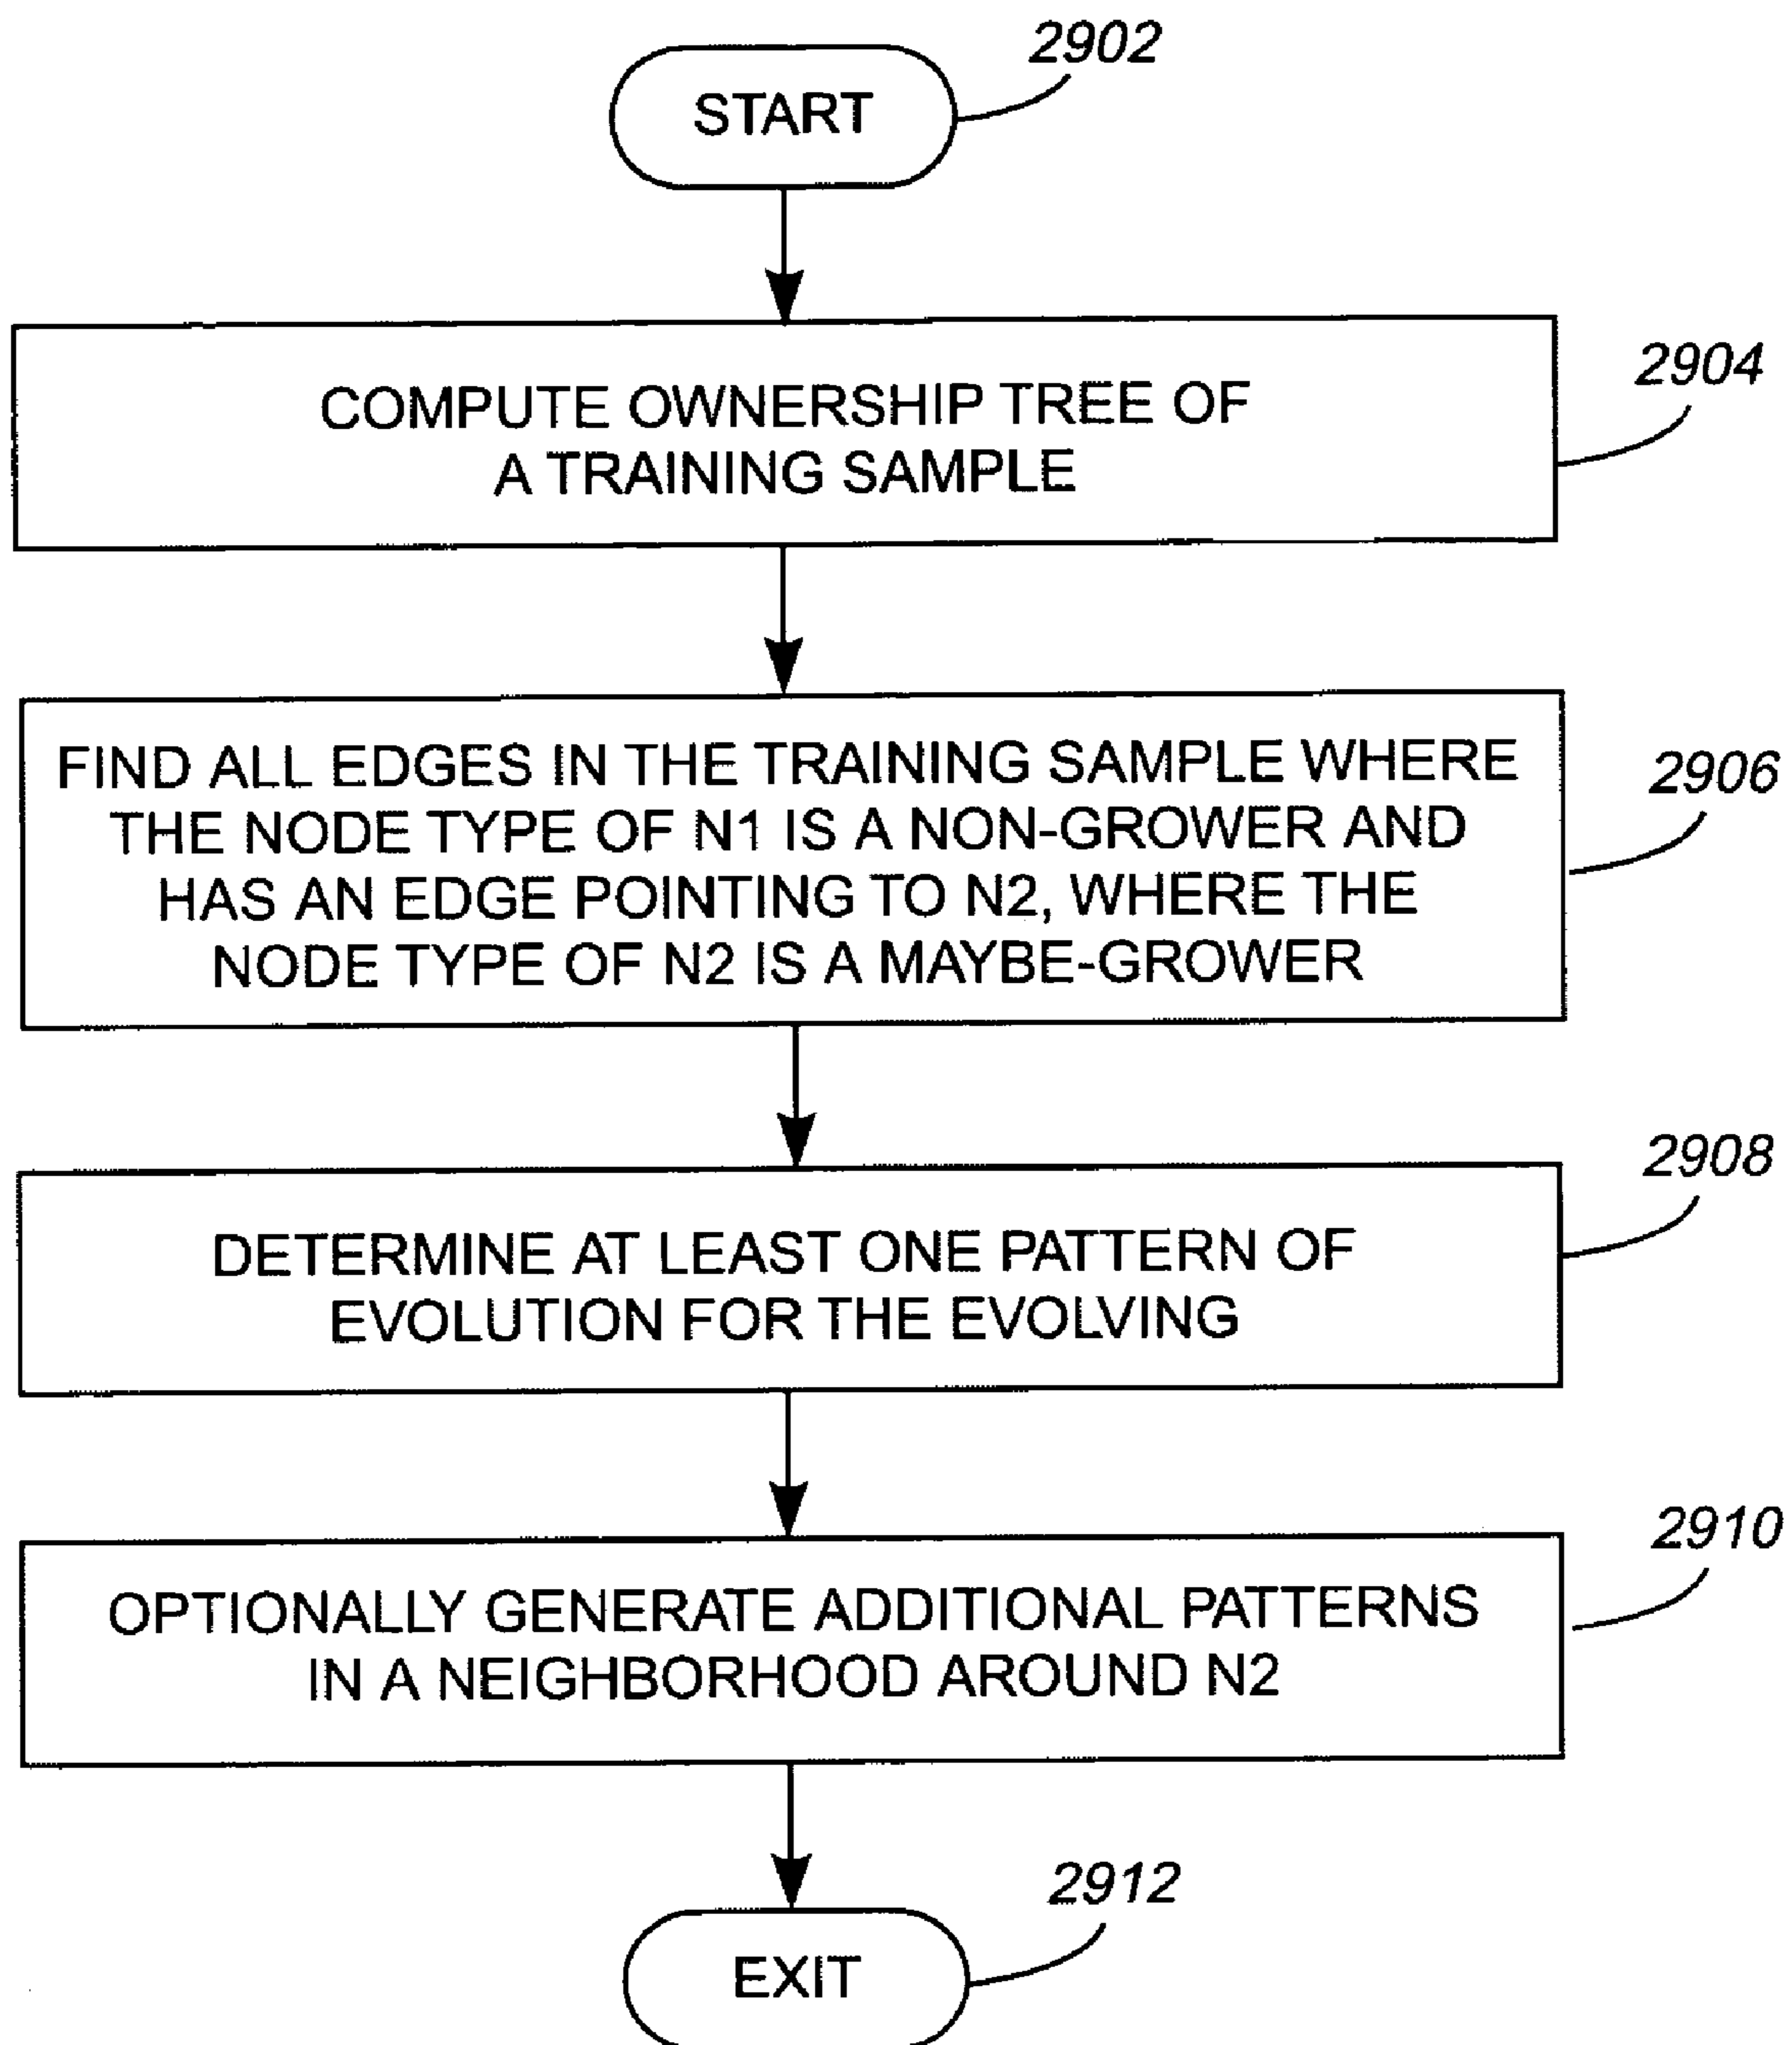 2902
START
2904
COMPUTE OWNERSHIP TREE OF
A TRAINING SAMPLE
2906
FIND ALL EDGES IN THE TRAINING SAMPLE WHERE
THE NODE TYPE OF N1 IS A NON-GROWER AND
HAS AN EDGE POINTING TO N2, WHERE THE
NODE TYPE OF N2 IS A MAYBE-GROWER
2908
DETERMINE AT LEAST ONE PATTERN OF
EVOLUTION FOR THE EVOLVING
2910
OPTIONALLY GENERATE ADDITIONAL PATTERNS
IN A NEIGHBORHOOD AROUND N2
2912
EXIT